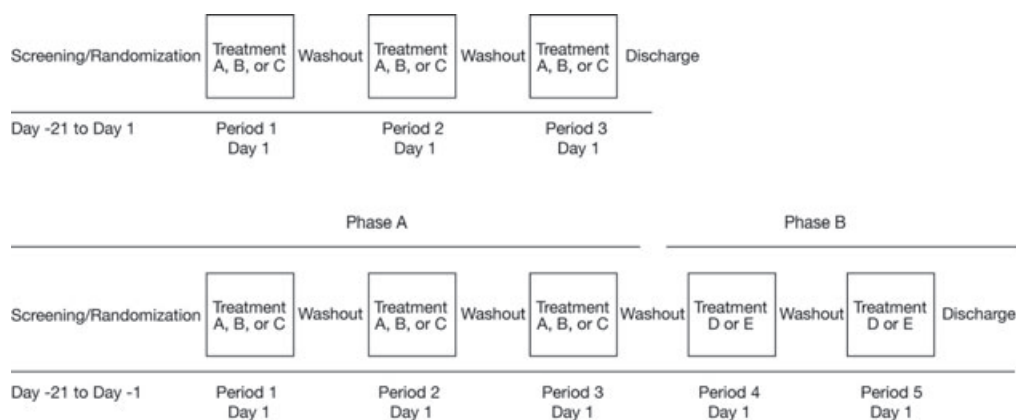 Screening/Randomization Treatment A, B, or C Washout Treatment A, B, or C Washout Treatment A, B, or C Discharge
Day -21 to Day 1 Period 1 Period 2 Period 3
Day 1 Day 1 Day 1
Phase A Phase B
Screening/Randomization Treatment A, B, or C Washout Treatment A, B, or C Washout Treatment A, B, or C Washout Treatment D or E Washout Treatment D or E Discharge
Day -21 to Day -1 Period 1 Period 2 Period 3 Period 4 Period 5
Day 1 Day 1 Day 1 Day 1 Day 1